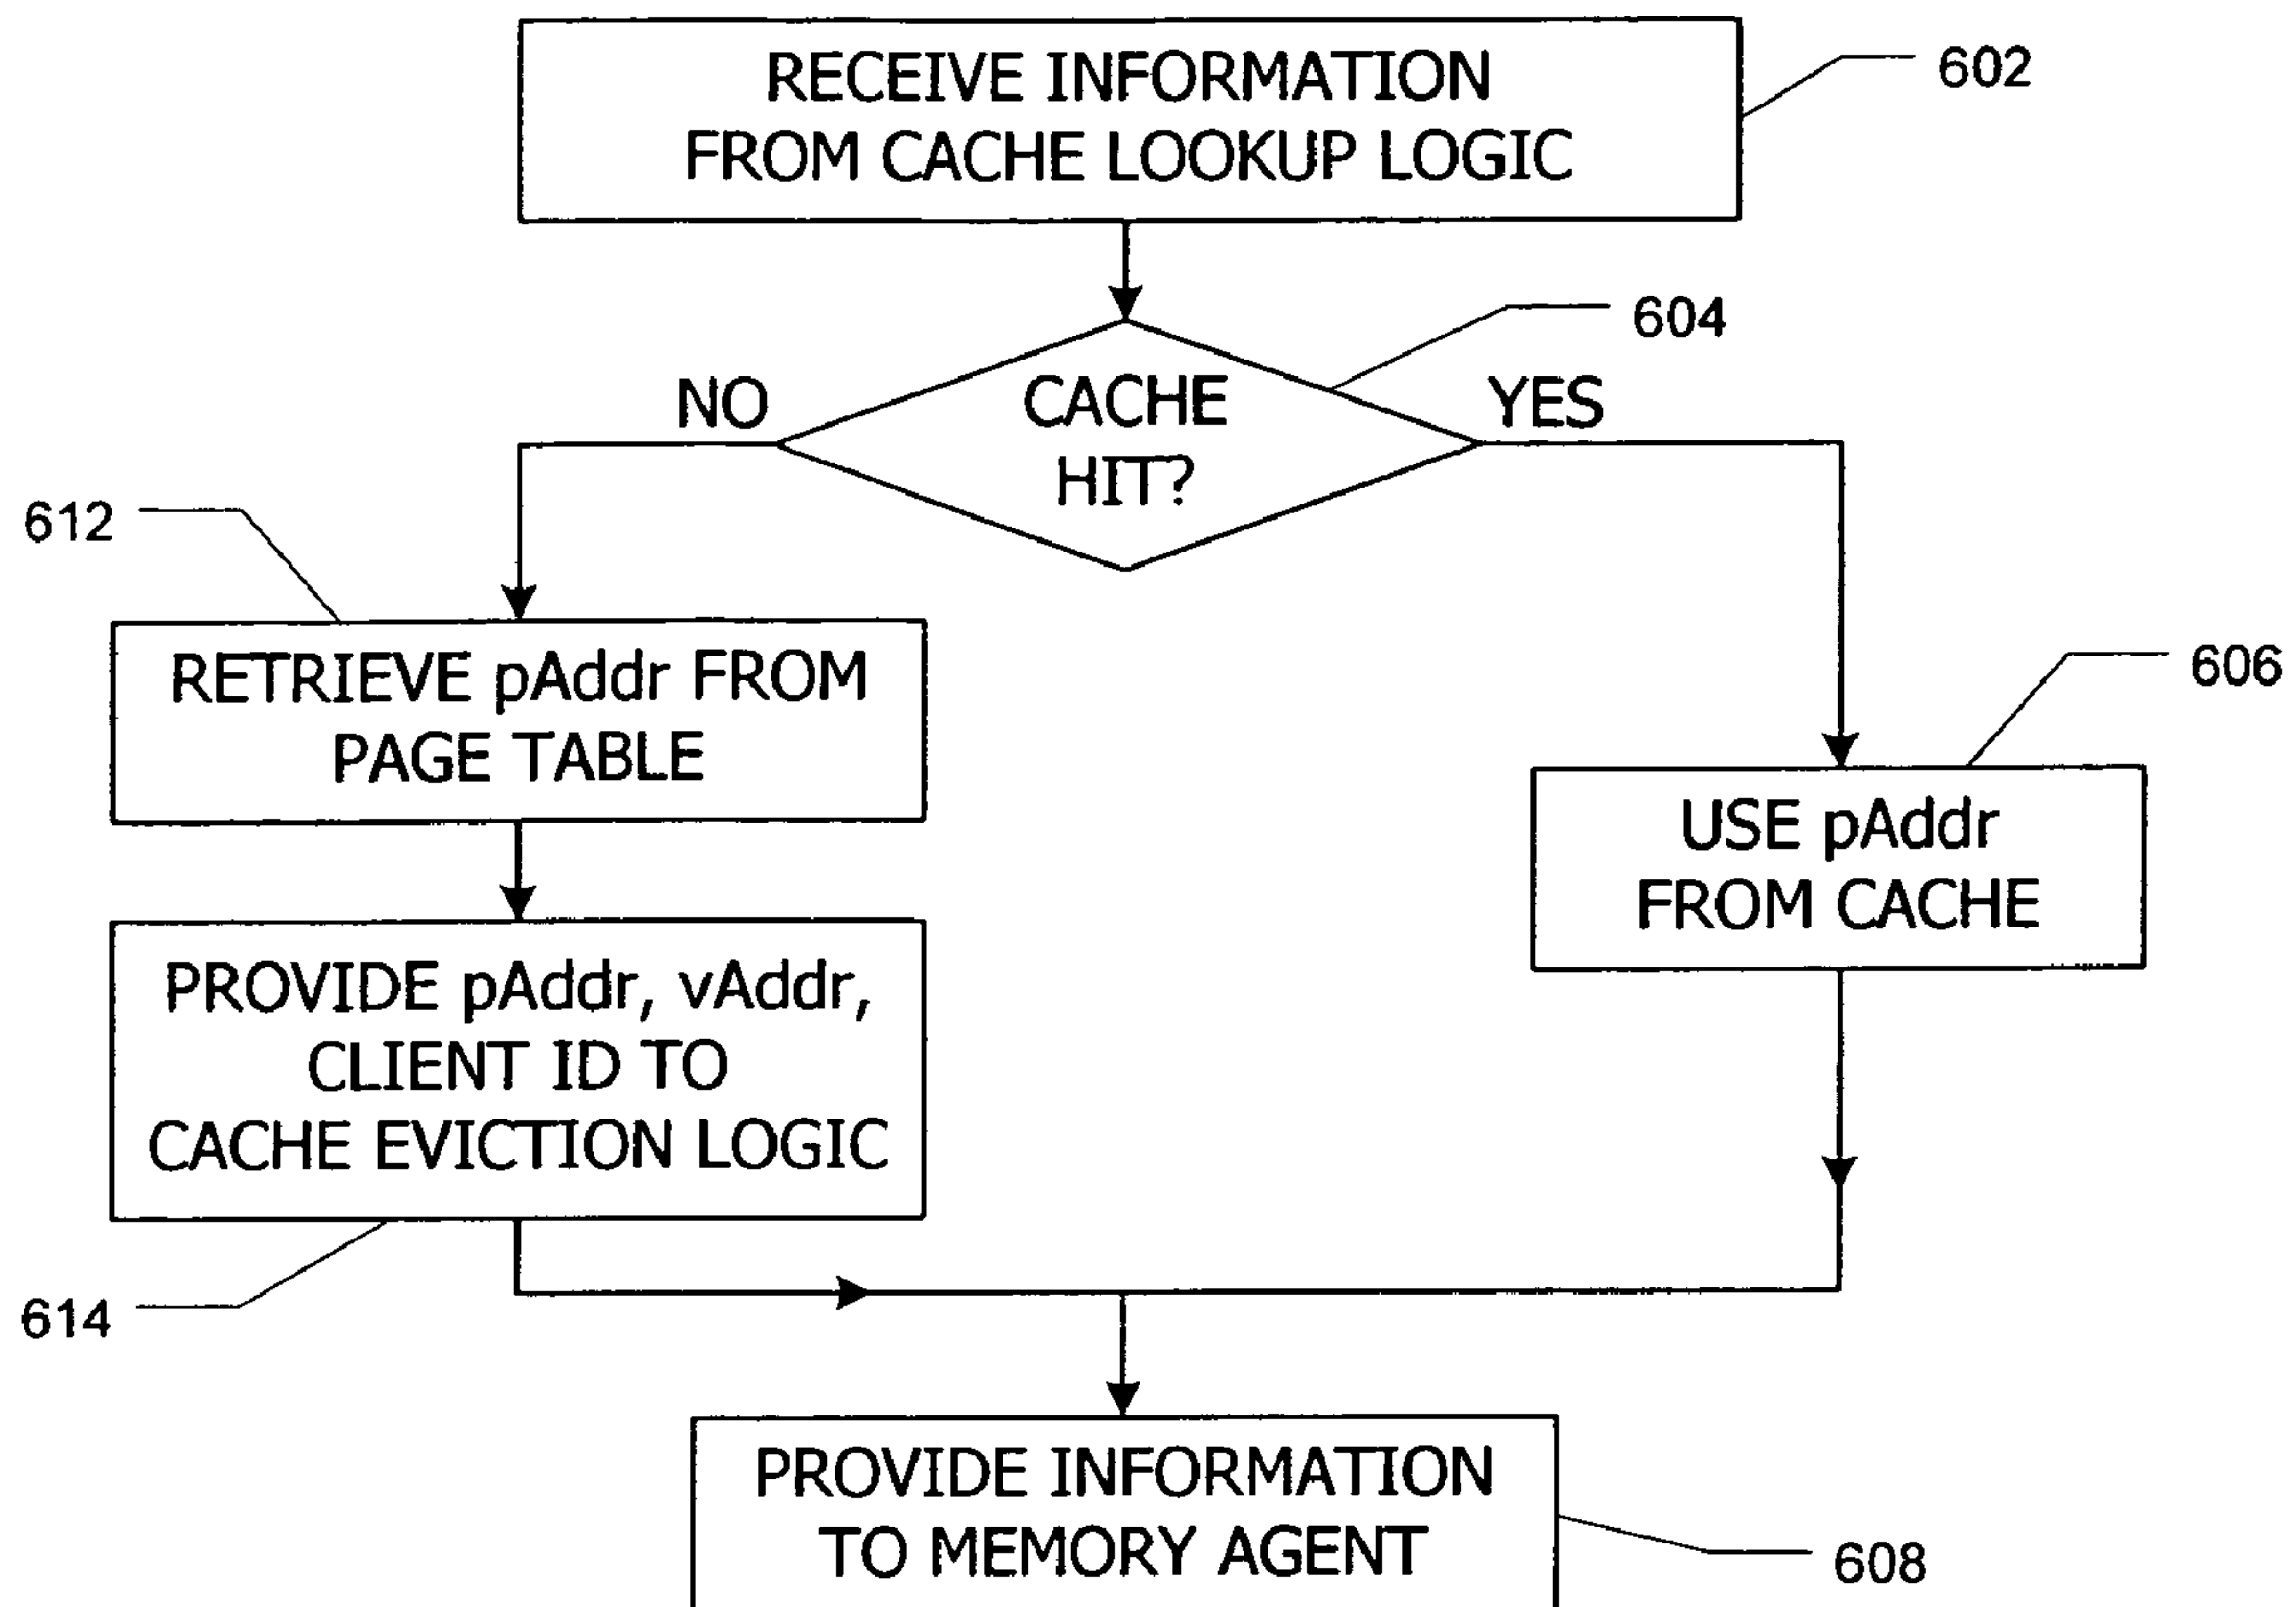 RECEIVE INFORMATION
FROM CACHE LOOKUP LOGIC
602
604
CACHE
HIT?
NO
YES
612
RETRIEVE pAddr FROM
PAGE TABLE
606
USE pAddr
FROM CACHE
PROVIDE pAddr, vAddr,
CLIENT ID TO
CACHE EVICTION LOGIC
614
PROVIDE INFORMATION
TO MEMORY AGENT
608